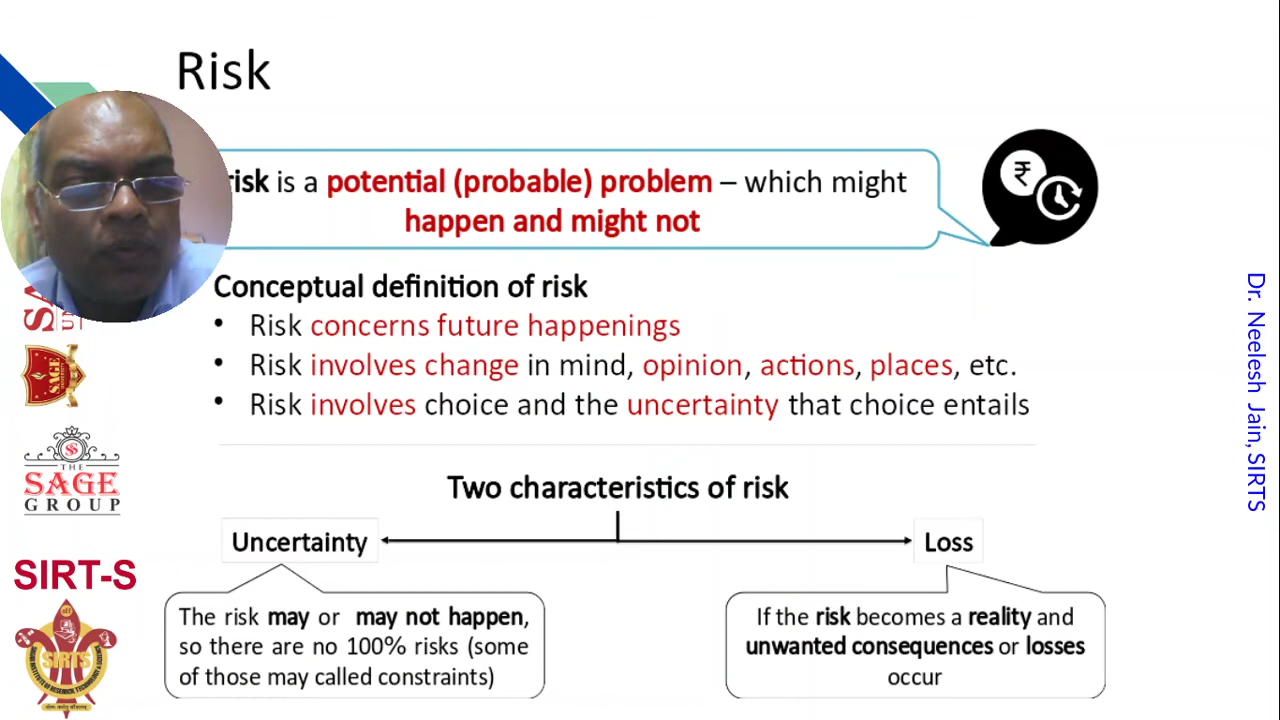 Risk
risk is a potential (probable) problem – which might
happen and might not
₹
Conceptual definition of risk
• Risk concerns future happenings
• Risk involves change in mind, opinion, actions, places, etc.
• Risk involves choice and the uncertainty that choice entails
Two characteristics of risk
Uncertainty
Loss
The risk may or may not happen,
so there are no 100% risks (some
of those may called constraints)
If the risk becomes a reality and
unwanted consequences or losses
occur
SAGE
THE
SAGE
GROUP
SIRT-S
SIRTS
Dr. Neelesh Jain, SIRTS